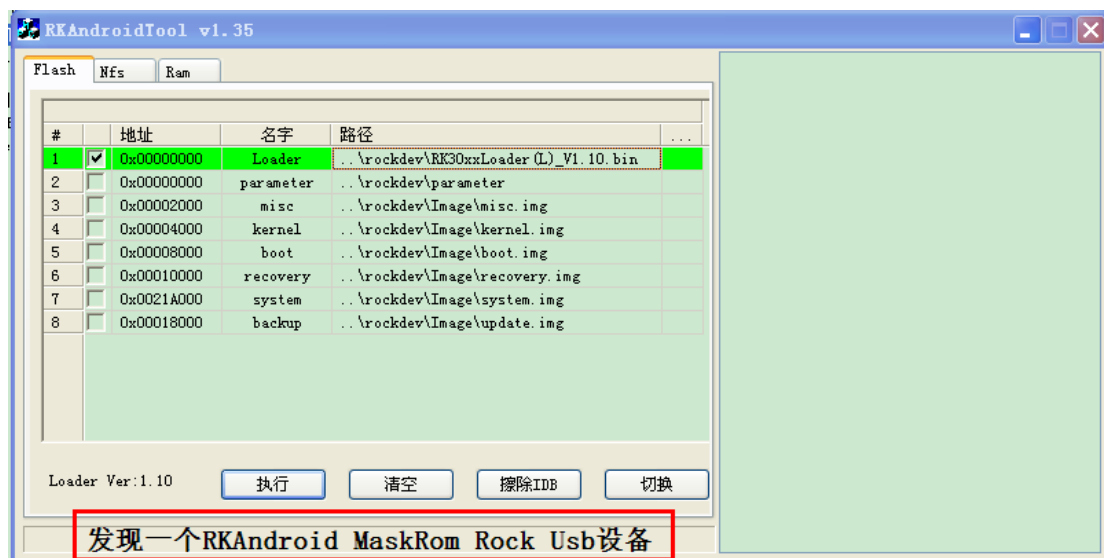 RKAndroidTool v1.35
Flash Nfs Ram
# 地址 名字 路径 ...
1 0x00000000 Loader ..\rockdev\RK30xxLoader(L)_V1.10.bin
2 0x00000000 parameter ..\rockdev\parameter
3 0x00002000 misc ..\rockdev\Image\misc.img
4 0x00004000 kernel ..\rockdev\Image\kernel.img
5 0x00008000 boot ..\rockdev\Image\boot.img
6 0x00010000 recovery ..\rockdev\Image\recovery.img
7 0x0021A000 system ..\rockdev\Image\system.img
8 0x00018000 backup ..\rockdev\Image\update.img
Loader Ver:1.10 执行 清空 擦除IDB 切换
发现一个RKAndroid MaskRom Rock Usb设备